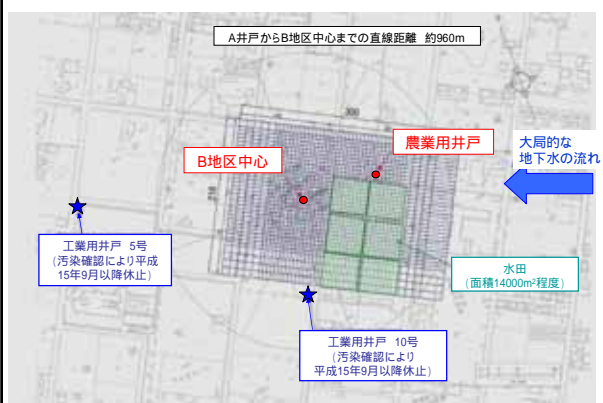 A井戸からB地区中心までの直線距離 約960m
300
農業用井戸
大局的な
地下水の流れ
B地区中心
工業用井戸 5号
(汚染確認により平成
15年9月以降休止)
水田
(面積14000m²程度)
工業用井戸 10号
(汚染確認により
平成15年9月以降休止)